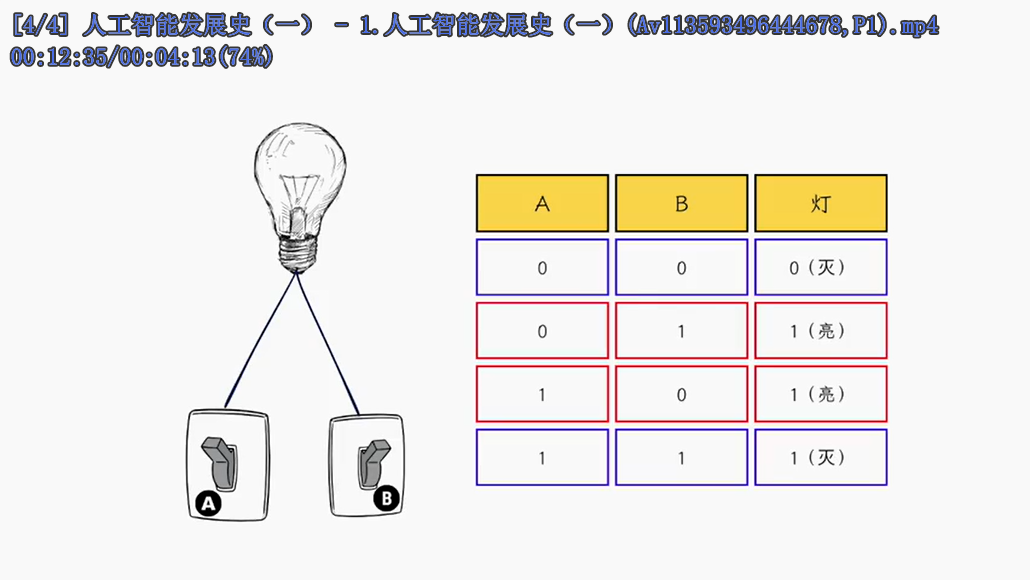 [4/4] 人工智能发展史（一） - 1.人工智能发展史（一）(Av113593496444678,P1).mp4
00:12:35/00:04:13(74%)
A B 灯
0 0 0（灭）
0 1 1（亮）
1 0 1（亮）
1 1 1（灭）
A B